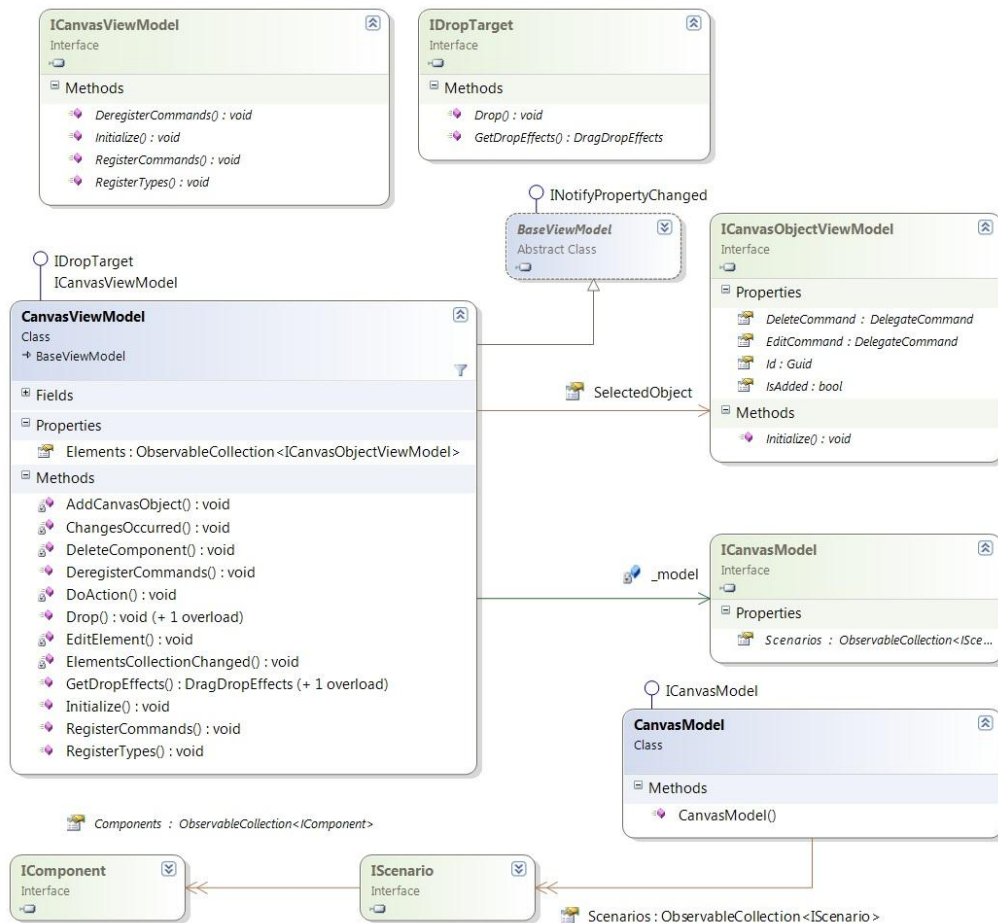 ICanvasViewModel
Interface
Methods
DeregisterCommands() : void
Initialize() : void
RegisterCommands() : void
RegisterTypes() : void
IDropTarget
Interface
Methods
Drop() : void
GetDropEffects() : DragDropEffects
INotifyPropertyChanged
BaseViewModel
Abstract Class
ICanvasObjectViewModel
Interface
Properties
DeleteCommand : DelegateCommand
EditCommand : DelegateCommand
Id : Guid
IsAdded : bool
Methods
Initialize() : void
IDropTarget
ICanvasViewModel
CanvasViewModel
Class
BaseViewModel
Fields
Properties
Elements : ObservableCollection<ICanvasObjectViewModel>
Methods
AddCanvasObject() : void
ChangesOccurred() : void
DeleteComponent() : void
DeregisterCommands() : void
DoAction() : void
Drop() : void (+ 1 overload)
EditElement() : void
ElementsCollectionChanged() : void
GetDropEffects() : DragDropEffects (+ 1 overload)
Initialize() : void
RegisterCommands() : void
RegisterTypes() : void
SelectedObject
_model
ICanvasModel
Interface
Properties
Scenarios : ObservableCollection<ISce...
ICanvasModel
CanvasModel
Class
Methods
CanvasModel()
Components : ObservableCollection<IComponent>
IComponent
Interface
IScenario
Interface
Scenarios : ObservableCollection<IScenario>